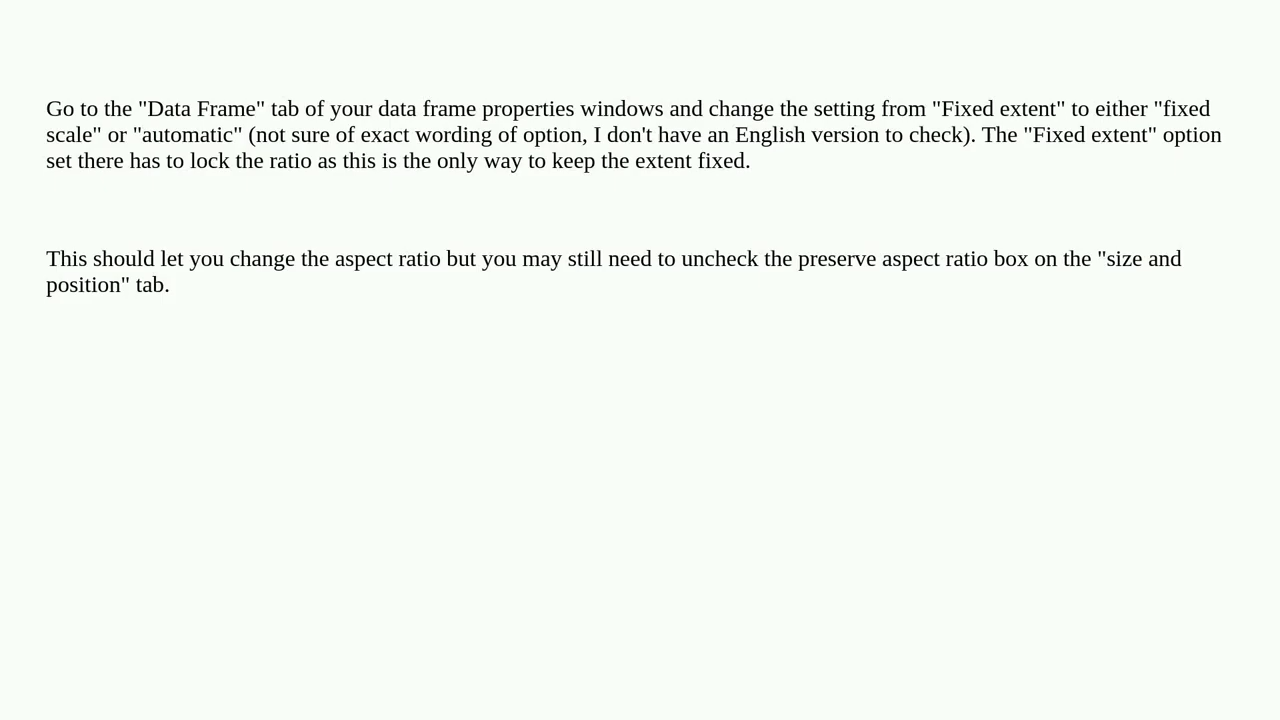 Go to the "Data Frame" tab of your data frame properties windows and change the setting from "Fixed extent" to either "fixed
scale" or "automatic" (not sure of exact wording of option, I don't have an English version to check). The "Fixed extent" option
set there has to lock the ratio as this is the only way to keep the extent fixed.
This should let you change the aspect ratio but you may still need to uncheck the preserve aspect ratio box on the "size and
position" tab.